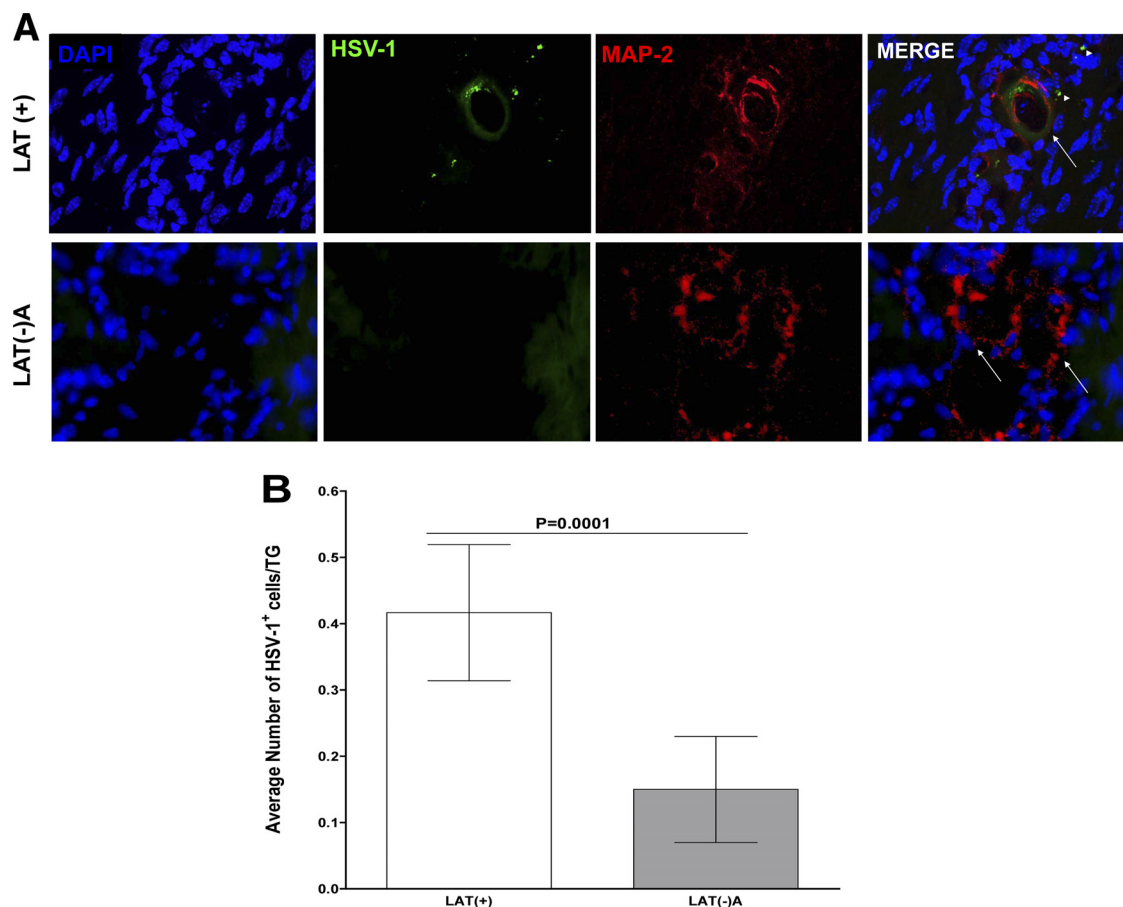 A
DAPI
HSV-1
MAP-2
MERGE
LAT (+)
LAT(-)A
B
0.6
0.5
0.4
0.3
0.2
0.1
0.0
Average Number of HSV-1⁺ cells/TG
P=0.0001
LAT(+)
LAT(-)A